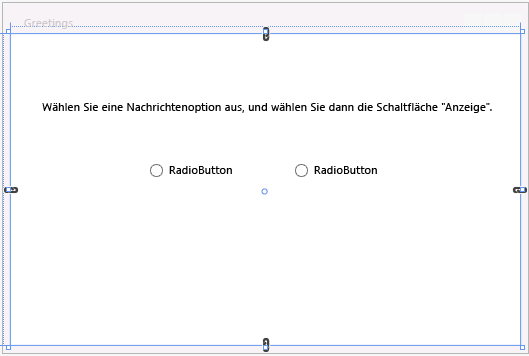 Greetings
Wählen Sie eine Nachrichtenoption aus, und wählen Sie dann die Schaltfläche "Anzeige".
RadioButton RadioButton